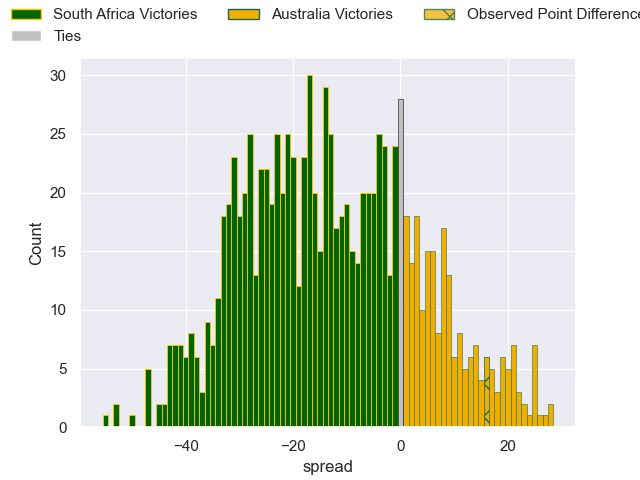 South Africa Victories
Australia Victories
Observed Point Difference
Ties
30
25
20
15
10
5
0
Count
−40
−20
0
20
spread